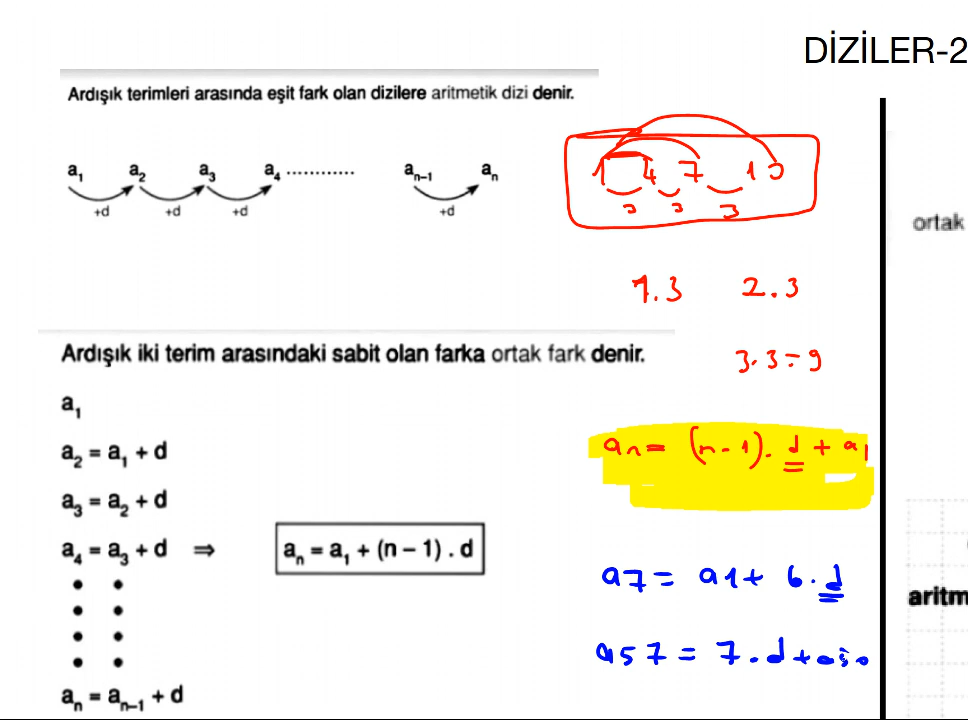 DİZİLER-2
Ardışık terimleri arasında eşit fark olan dizilere aritmetik dizi denir.
a₁ a₂ a₃ a₄ ............ aₙ₋₁ aₙ
+d +d +d +d
1 4 7 10
3 3 3
ortak
1.3 2.3
Ardışık iki terim arasındaki sabit olan farka ortak fark denir.
3.3=9
a₁
a₂ = a₁ + d
an = (n-1). d + a₁
a₃ = a₂ + d
a₄ = a₃ + d ⇒ aₙ = a₁ + (n – 1) . d
a7 = a1+ 6.d
aritm
a57 = 7.d + a50
aₙ = aₙ₋₁ + d